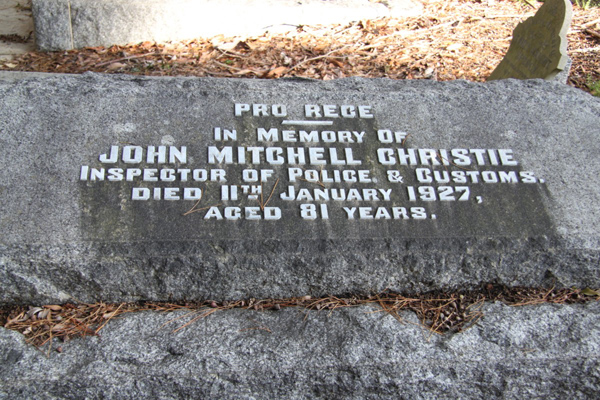 PRO REGE
IN MEMORY OF
JOHN MITCHELL CHRISTIE
INSPECTOR OF POLICE & CUSTOMS.
DIED 11TH JANUARY 1927,
AGED 81 YEARS.